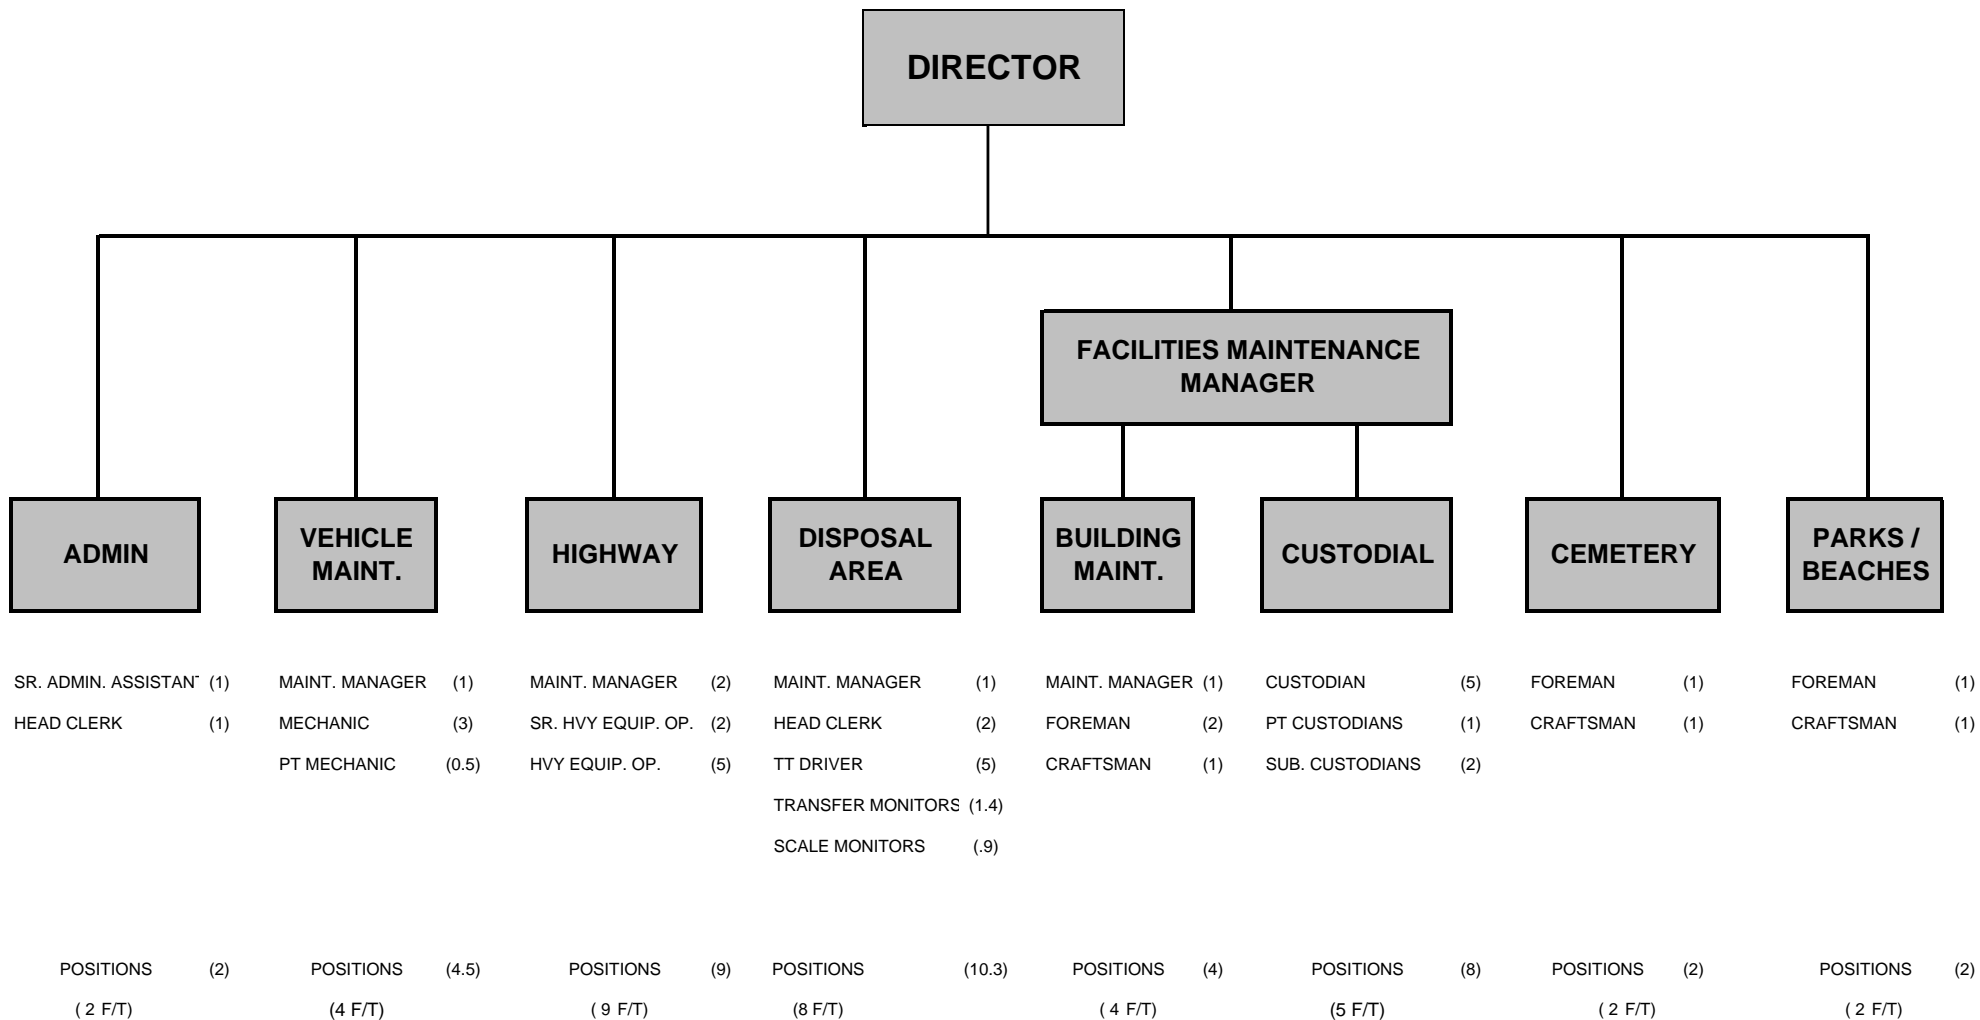 DIRECTOR
FACILITIES MAINTENANCE
MANAGER
ADMIN
VEHICLE
MAINT.
HIGHWAY
DISPOSAL
AREA
BUILDING
MAINT.
CUSTODIAL
CEMETERY
PARKS /
BEACHES
SR. ADMIN. ASSISTANT (1)
HEAD CLERK (1)
POSITIONS (2)
( 2 F/T)
MAINT. MANAGER (1)
MECHANIC (3)
PT MECHANIC (0.5)
POSITIONS (4.5)
(4 F/T)
MAINT. MANAGER (2)
SR. HVY EQUIP. OP. (2)
HVY EQUIP. OP. (5)
POSITIONS (9)
( 9 F/T)
MAINT. MANAGER (1)
HEAD CLERK (2)
TT DRIVER (5)
TRANSFER MONITORS (1.4)
SCALE MONITORS (.9)
POSITIONS (10.3)
(8 F/T)
MAINT. MANAGER (1)
FOREMAN (2)
CRAFTSMAN (1)
POSITIONS (4)
( 4 F/T)
CUSTODIAN (5)
PT CUSTODIANS (1)
SUB. CUSTODIANS (2)
POSITIONS (8)
(5 F/T)
FOREMAN (1)
CRAFTSMAN (1)
POSITIONS (2)
( 2 F/T)
FOREMAN (1)
CRAFTSMAN (1)
POSITIONS (2)
( 2 F/T)